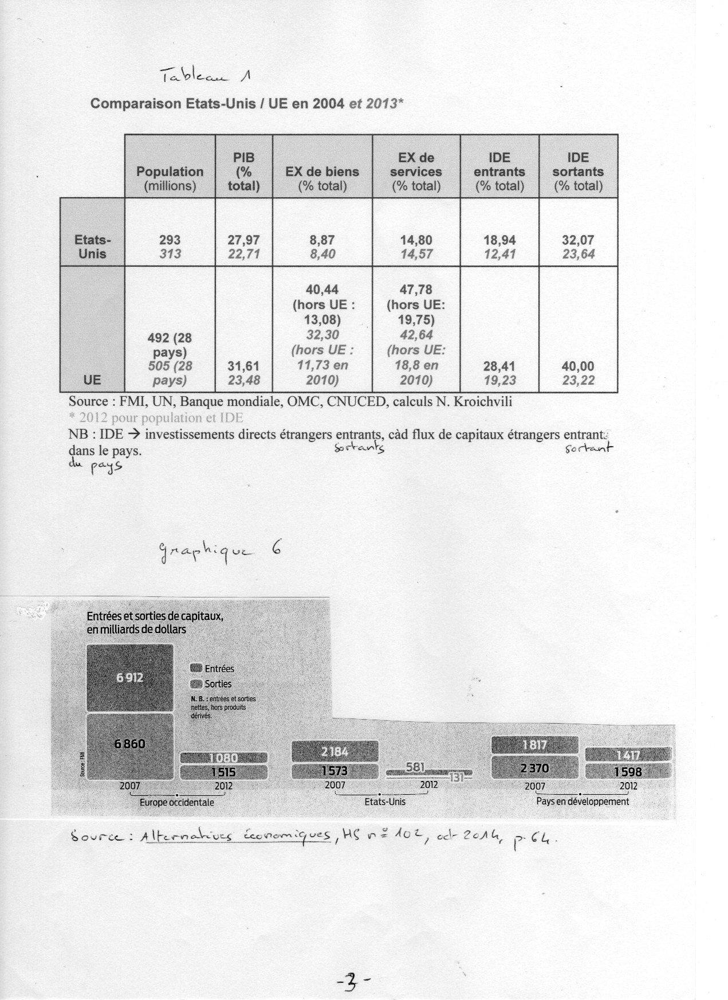 Tableau 1
Comparaison Etats-Unis / UE en 2004 et 2013*
Population
(millions)
PIB
(%
total)
EX de biens
(% total)
EX de
services
(% total)
IDE
entrants
(% total)
IDE
sortants
(% total)
Etats-
Unis
293
313
27,97
22,71
8,87
8,40
14,80
14,57
18,94
12,41
32,07
23,64
UE
492 (28
pays)
505 (28
pays)
31,61
23,48
40,44
(hors UE :
13,08)
32,30
(hors UE :
11,73 en
2010)
47,78
(hors UE:
19,75)
42,64
(hors UE:
18,8 en
2010)
28,41
19,23
40,00
23,22
Source : FMI, UN, Banque mondiale, OMC, CNUCED, calculs N. Kroichvili
* 2012 pour population et IDE
NB : IDE → investissements directs étrangers entrants, càd flux de capitaux étrangers entrants
sortants sortant
dans le pays.
du pays
Graphique 6
Entrées et sorties de capitaux,
en milliards de dollars
Entrées
Sorties
N. B. : entrées et sorties
nettes, hors produits
dérivés.
Source : FMI
6 912
6 860
1 080
1 515
2 184
1 573
581
131
1 817
2 370
1 417
1 598
2007 2012 2007 2012 2007 2012
Europe occidentale Etats-Unis Pays en développement
Source : Alternatives économiques, HS n° 102, oct 2014, p. 64.
- 3 -